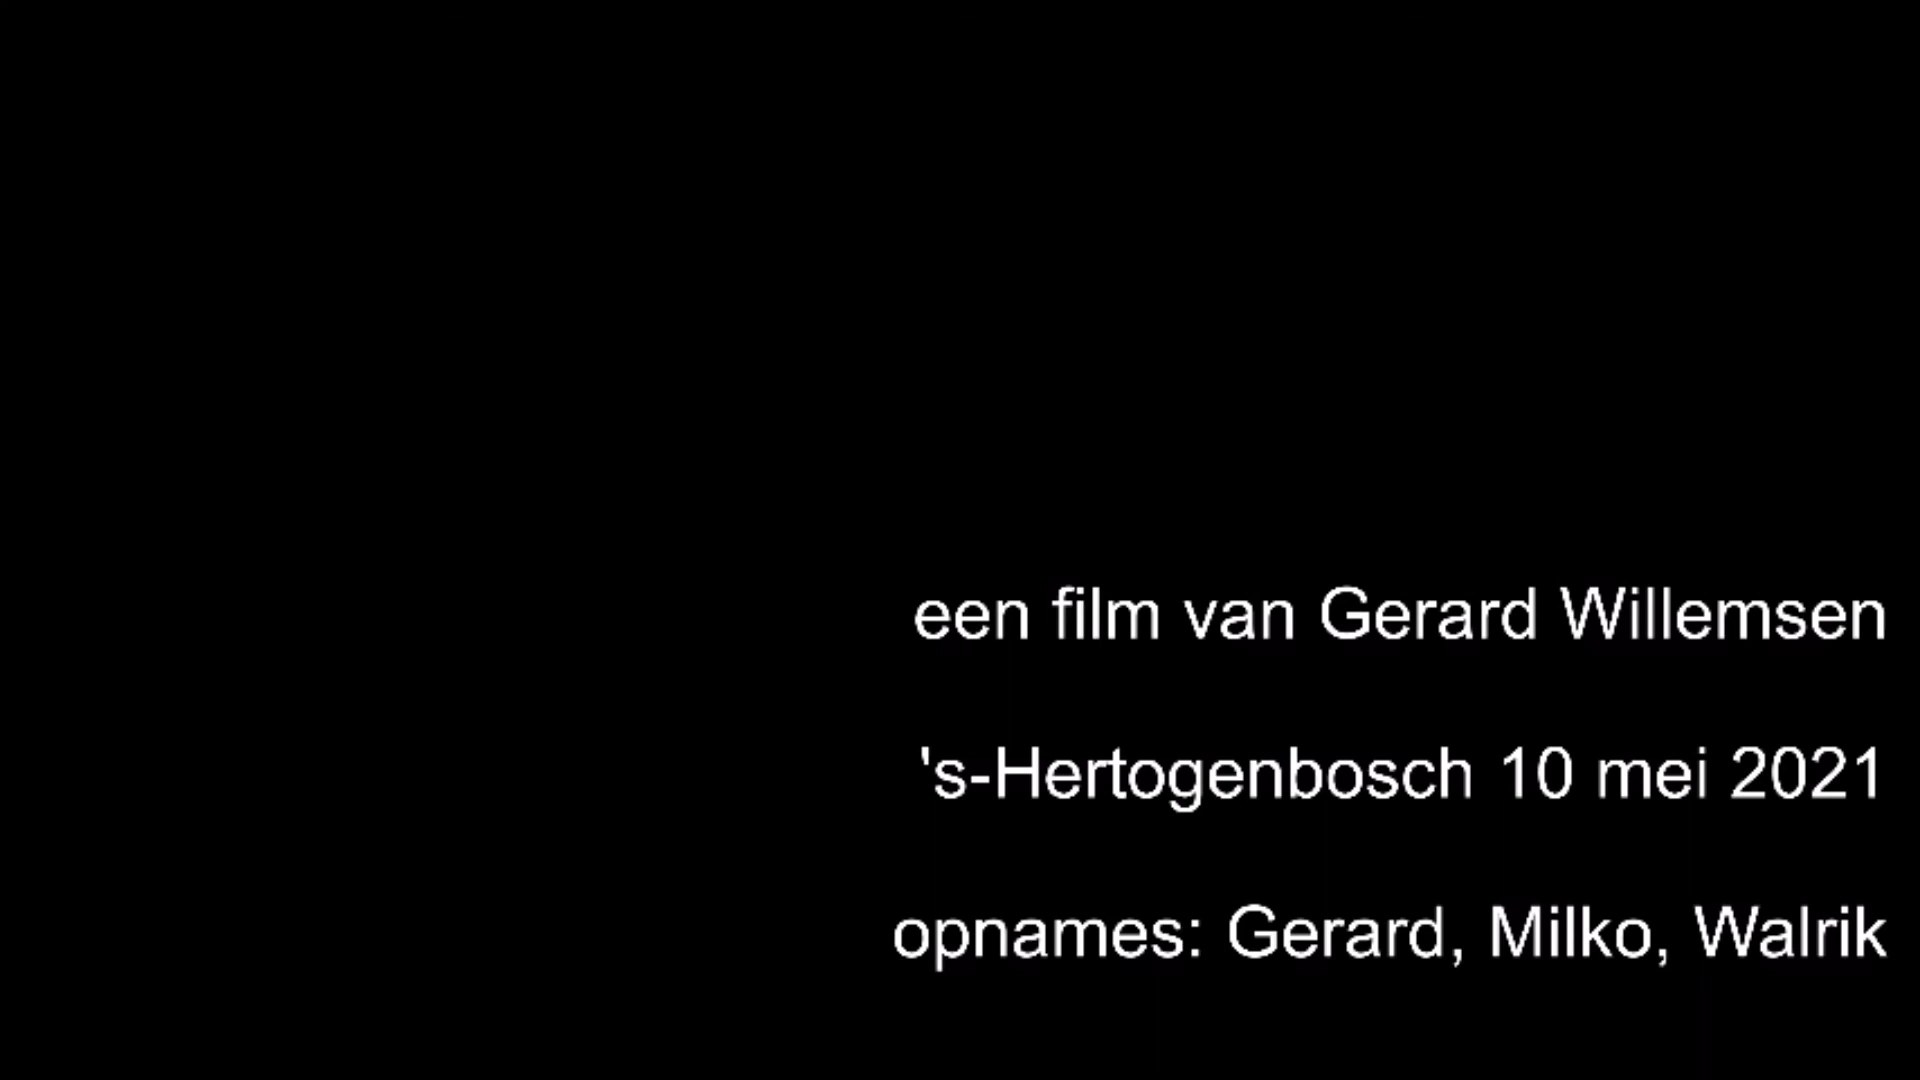 een film van Gerard Willemsen
's-Hertogenbosch 10 mei 2021
opnames: Gerard, Milko, Walrik